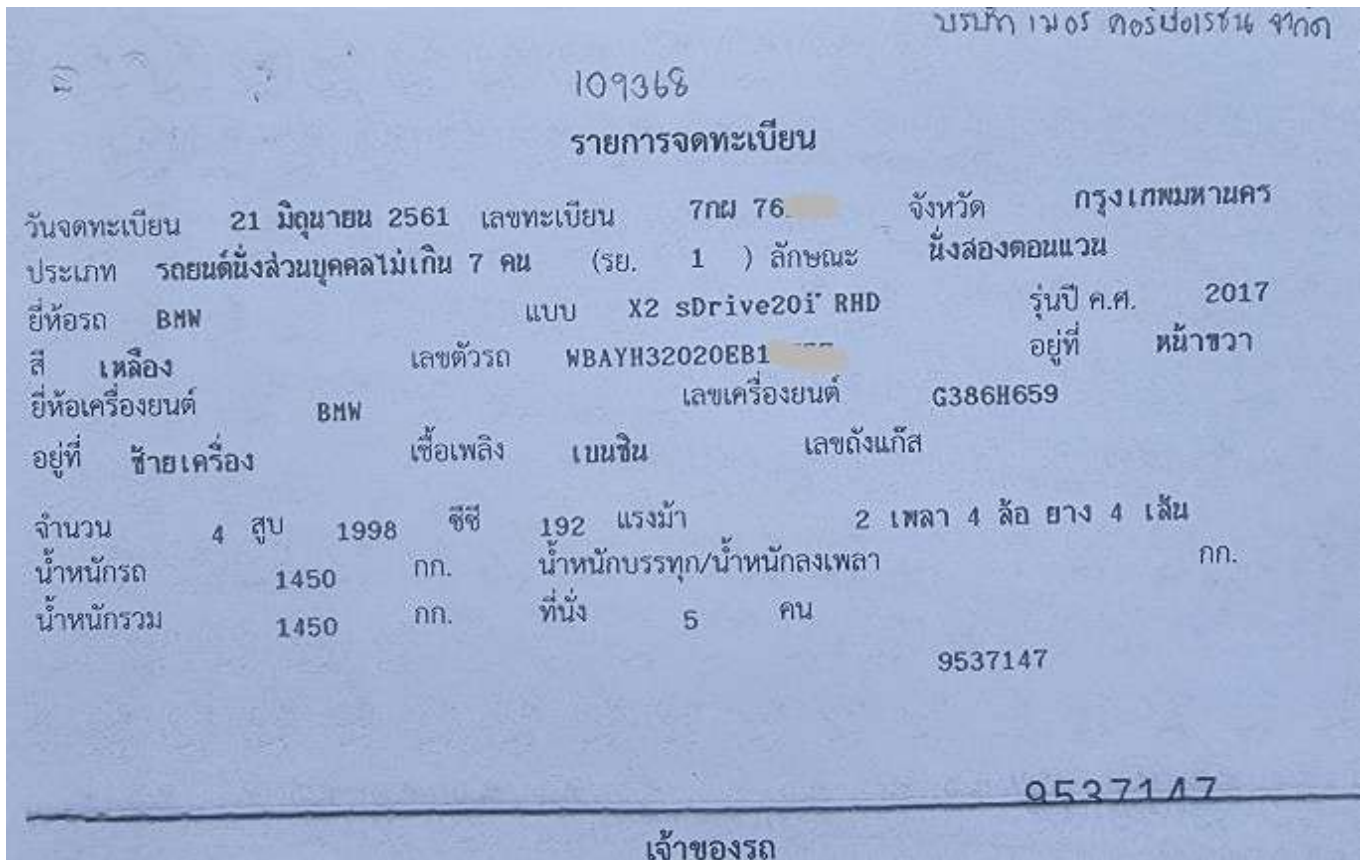 บริษัท เมอร์ คอร์ปอเรชั่น จำกัด
109368
รายการจดทะเบียน
วันจดทะเบียน 21 มิถุนายน 2561 เลขทะเบียน 7กผ 76 จังหวัด กรุงเทพมหานคร
ประเภท รถยนต์นั่งส่วนบุคคลไม่เกิน 7 คน (รย. 1 ) ลักษณะ นั่งสองตอนแวน
ยี่ห้อรถ BMW แบบ X2 sDrive20i RHD รุ่นปี ค.ศ. 2017
สี เหลือง เลขตัวรถ WBAYH32020EB1 อยู่ที่ หน้าขวา
ยี่ห้อเครื่องยนต์ BMW เลขเครื่องยนต์ G386H659
อยู่ที่ ซ้ายเครื่อง เชื้อเพลิง เบนซิน เลขถังแก๊ส
จำนวน 4 สูบ 1998 ซีซี 192 แรงม้า 2 เพลา 4 ล้อ ยาง 4 เส้น
น้ำหนักรถ 1450 กก. น้ำหนักบรรทุก/น้ำหนักลงเพลา กก.
น้ำหนักรวม 1450 กก. ที่นั่ง 5 คน
9537147
9537147
เจ้าของรถ